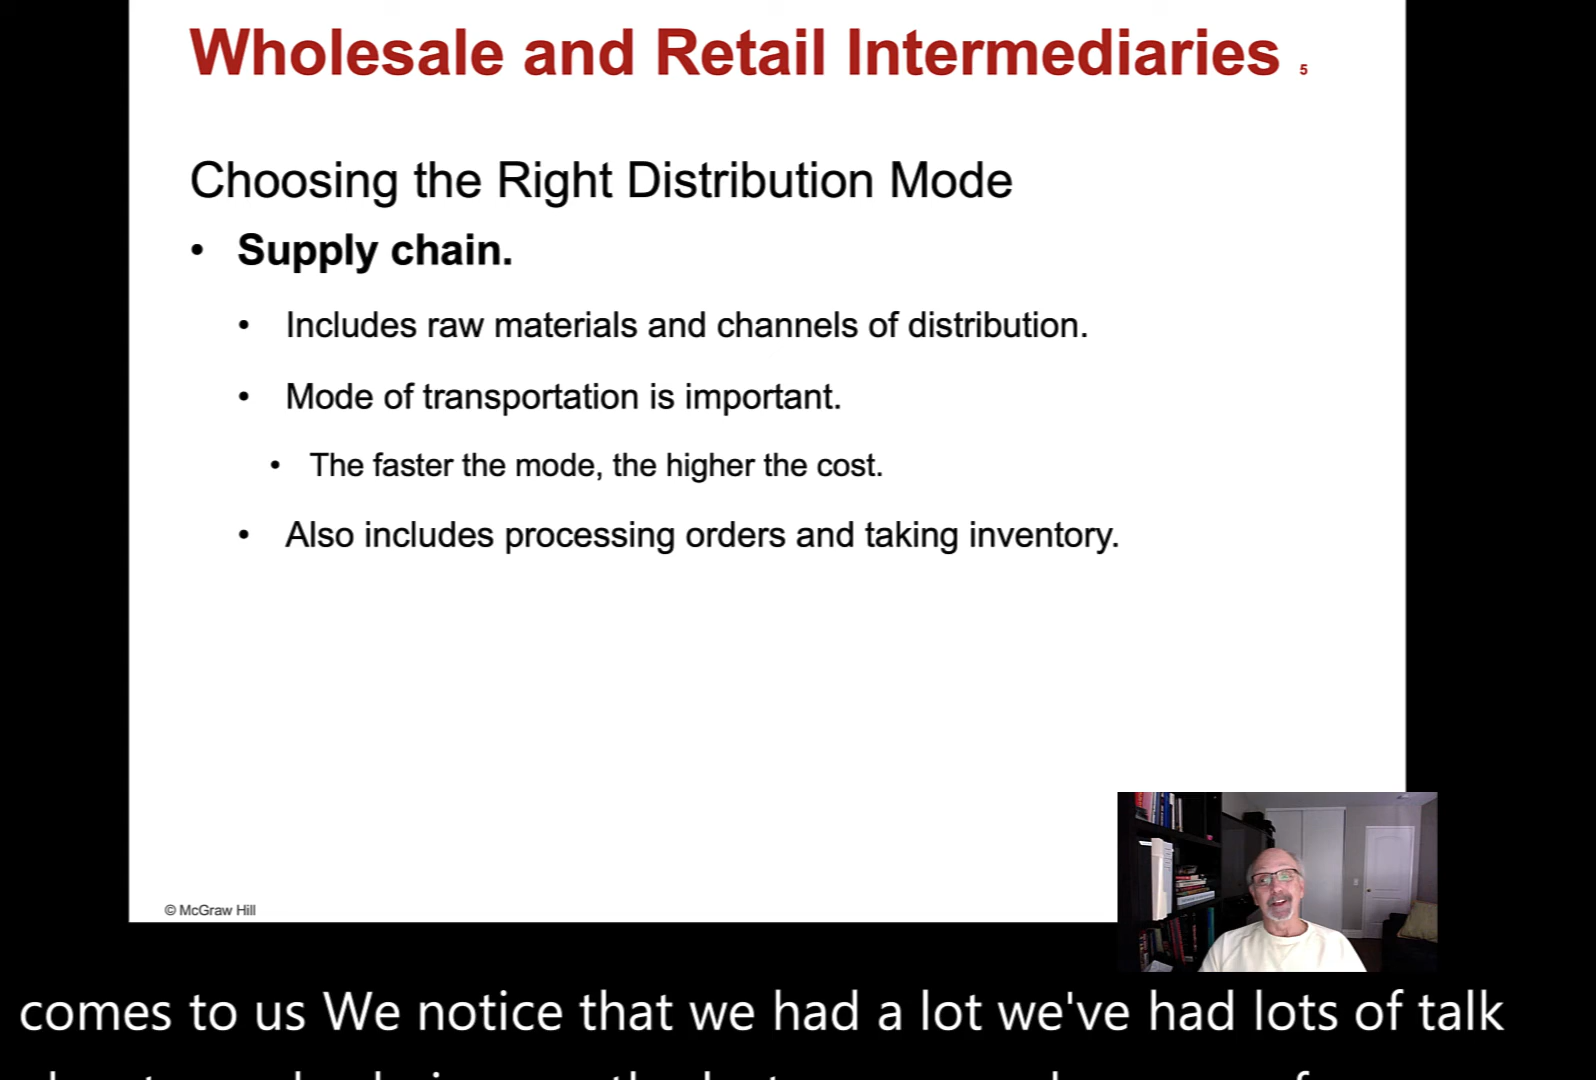 Wholesale and Retail Intermediaries 5
Choosing the Right Distribution Mode
• Supply chain.
• Includes raw materials and channels of distribution.
• Mode of transportation is important.
• The faster the mode, the higher the cost.
• Also includes processing orders and taking inventory.
© McGraw Hill
comes to us We notice that we had a lot we've had lots of talk